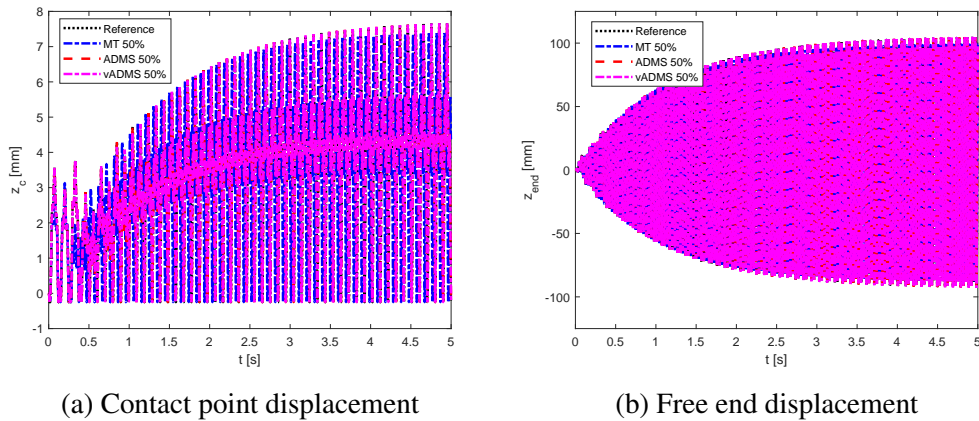 8
7
6
5
4
3
2
1
0
-1
z_c [mm]
Reference
MT 50%
ADMS 50%
vADMS 50%
0 0.5 1 1.5 2 2.5 3 3.5 4 4.5 5
t [s]
(a) Contact point displacement
100
50
0
-50
-100
z_end [mm]
Reference
MT 50%
ADMS 50%
vADMS 50%
0 0.5 1 1.5 2 2.5 3 3.5 4 4.5 5
t [s]
(b) Free end displacement